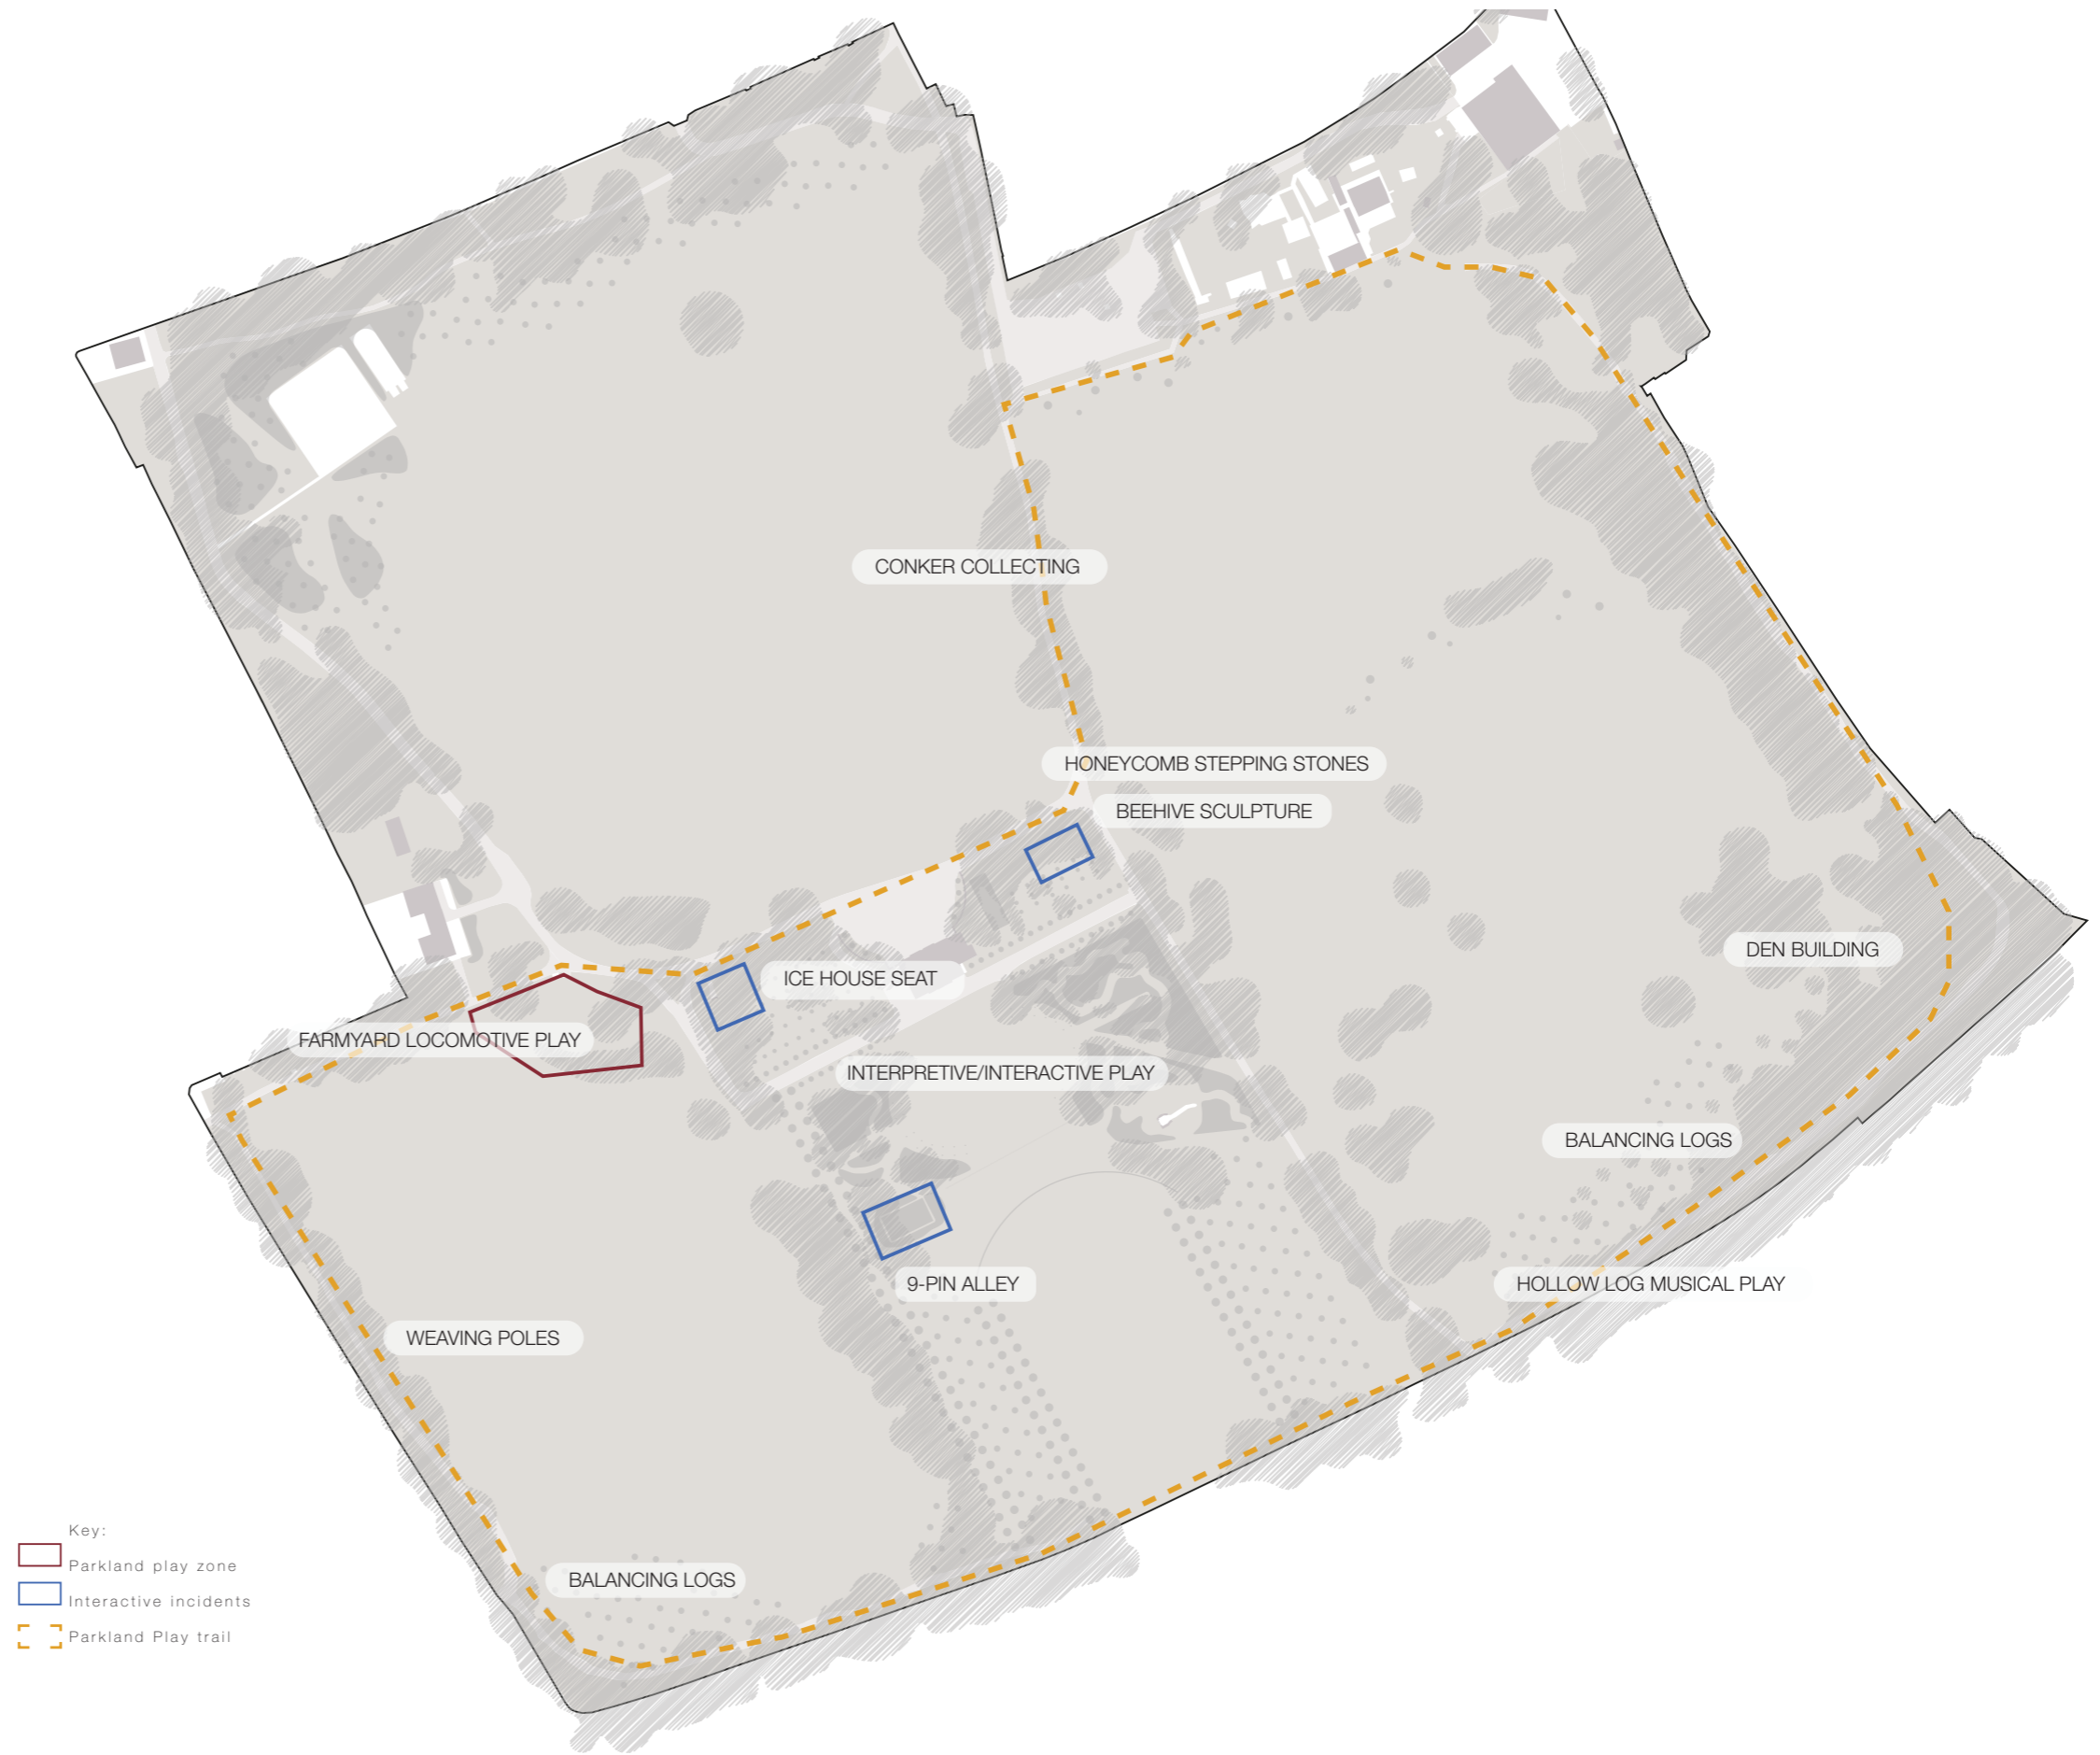 CONKER COLLECTING
HONEYCOMB STEPPING STONES
BEEHIVE SCULPTURE
DEN BUILDING
ICE HOUSE SEAT
FARMYARD LOCOMOTIVE PLAY
INTERPRETIVE/INTERACTIVE PLAY
BALANCING LOGS
9-PIN ALLEY
HOLLOW LOG MUSICAL PLAY
WEAVING POLES
BALANCING LOGS
Key:
Parkland play zone
Interactive incidents
Parkland Play trail